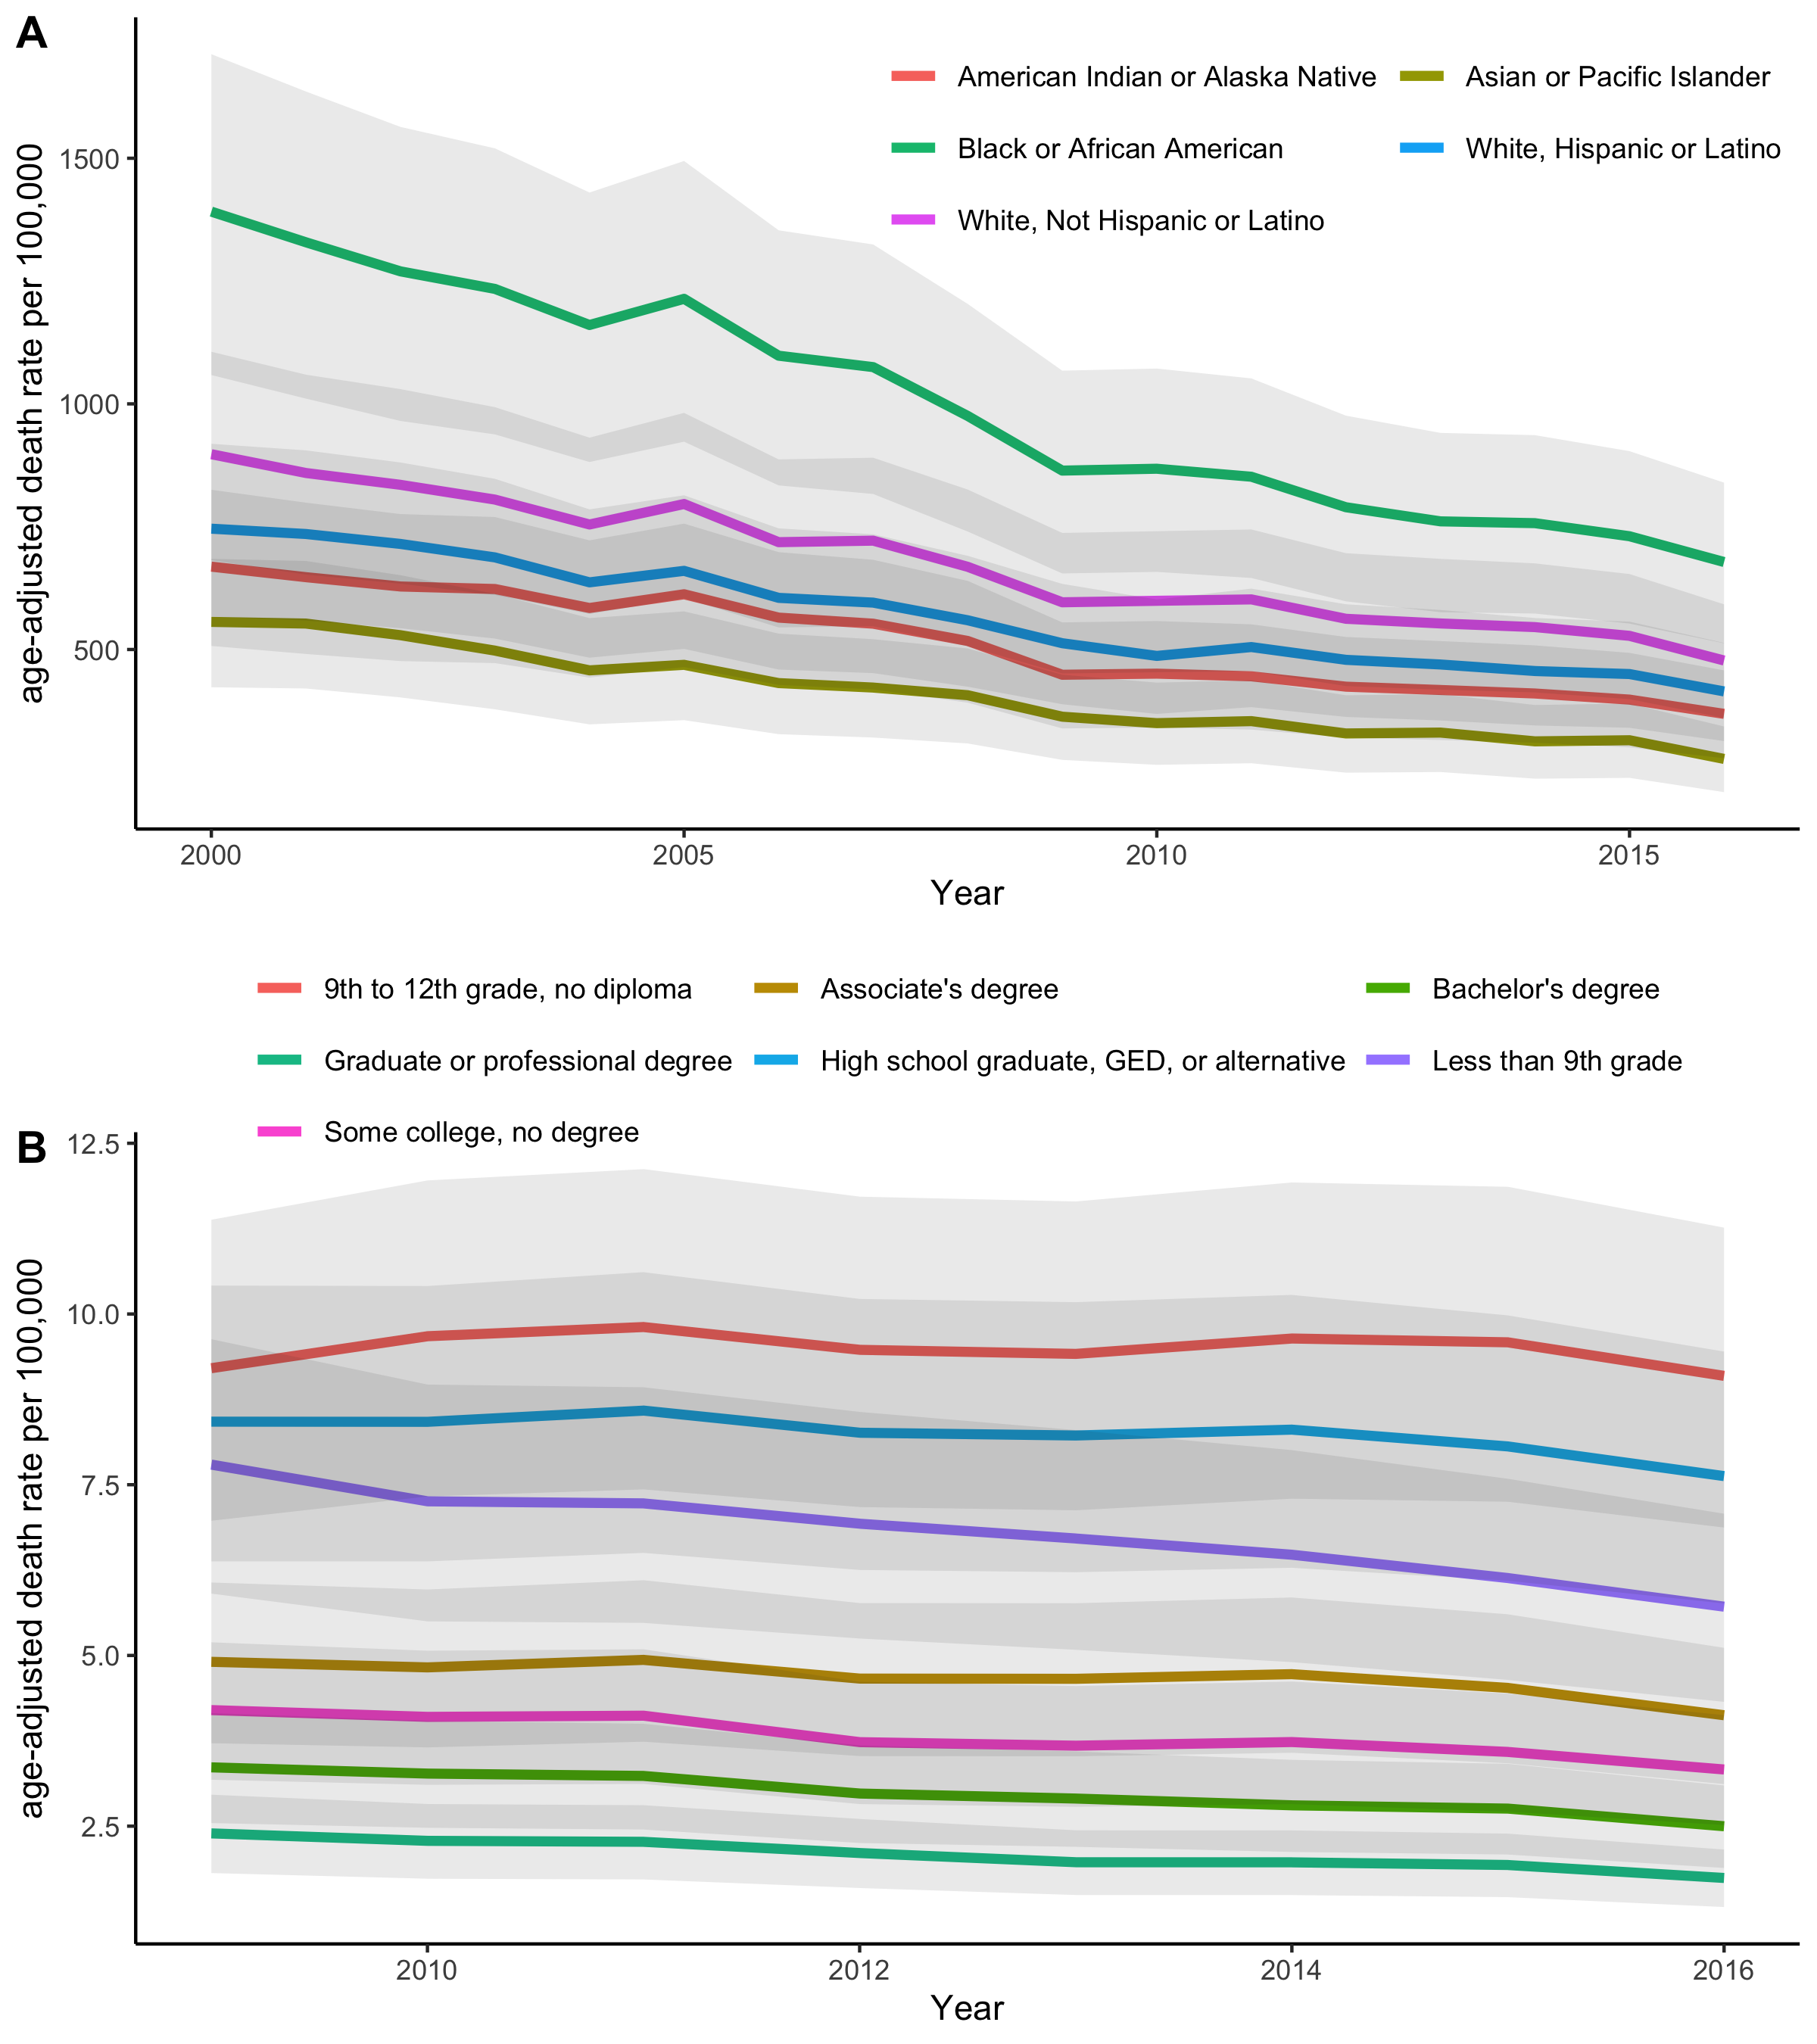 A
American Indian or Alaska Native
Asian or Pacific Islander
Black or African American
White, Hispanic or Latino
White, Not Hispanic or Latino
age-adjusted death rate per 100,000
1500
1000
500
2000
2005
2010
2015
Year
9th to 12th grade, no diploma
Associate's degree
Bachelor's degree
Graduate or professional degree
High school graduate, GED, or alternative
Less than 9th grade
Some college, no degree
B
age-adjusted death rate per 100,000
12.5
10.0
7.5
5.0
2.5
2010
2012
2014
2016
Year